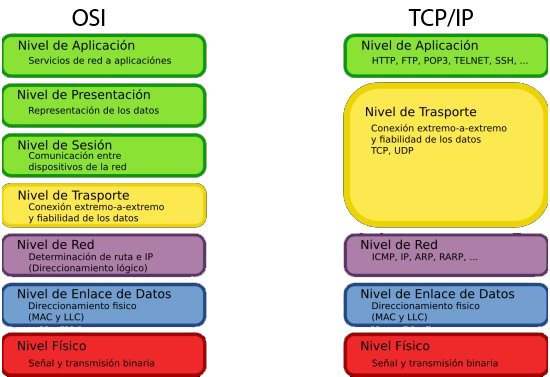 OSI
Nivel de Aplicación
Servicios de red a aplicaciónes
Nivel de Presentación
Representación de los datos
Nivel de Sesión
Comunicación entre
dispositivos de la red
Nivel de Trasporte
Conexión extremo-a-extremo
y fiabilidad de los datos
Nivel de Red
Determinación de ruta e IP
(Direccionamiento lógico)
Nivel de Enlace de Datos
Direccionamiento fisico
(MAC y LLC)
Nivel Físico
Señal y transmisión binaria
TCP/IP
Nivel de Aplicación
HTTP, FTP, POP3, TELNET, SSH, ...
Nivel de Trasporte
Conexión extremo-a-extremo
y fiabilidad de los datos
TCP, UDP
Nivel de Red
ICMP, IP, ARP, RARP, ...
Nivel de Enlace de Datos
Direccionamiento fisico
(MAC y LLC)
Nivel Físico
Señal y transmisión binaria